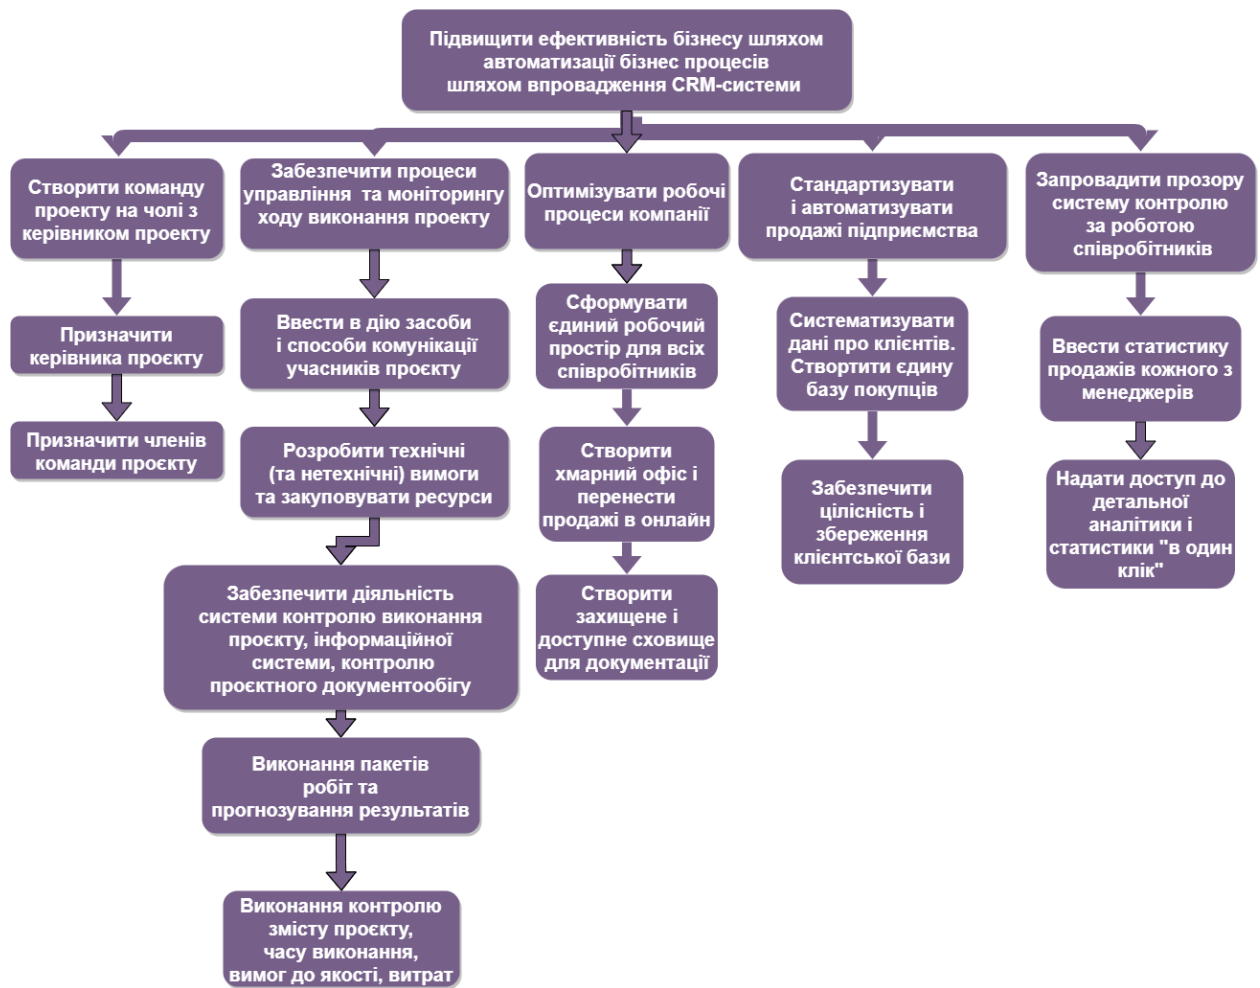 Підвищити ефективність бізнесу шляхом
автоматизації бізнес процесів
шляхом впровадження CRM-системи
Створити команду
проекту на чолі з
керівником проекту
Призначити
керівника проєкту
Призначити членів
команди проєкту
Забезпечити процеси
управління та моніторингу
ходу виконання проекту
Ввести в дію засоби
і способи комунікації
учасників проєкту
Розробити технічні
(та нетехнічні) вимоги
та закуповувати ресурси
Забезпечити діяльність
системи контролю виконання
проєкту, інформаційної
системи, контролю
проєктного документообігу
Виконання пакетів
робіт та
прогнозування результатів
Виконання контролю
змісту проєкту,
часу виконання,
вимог до якості, витрат
Оптимізувати робочі
процеси компанії
Сформувати
єдиний робочий
простір для всіх
співробітників
Створити
хмарний офіс і
перенести
продажі в онлайн
Створити
захищене і
доступне сховище
для документації
Стандартизувати
і автоматизувати
продажі підприємства
Систематизувати
дані про клієнтів.
Створтити єдину
базу покупців
Забезпечити
цілісність і
збереження
клієнтської бази
Запровадити прозору
систему контролю
за роботою
співробітників
Ввести статистику
продажів кожного з
менеджерів
Надати доступ до
детальної
аналітики і
статистики "в один
клік"